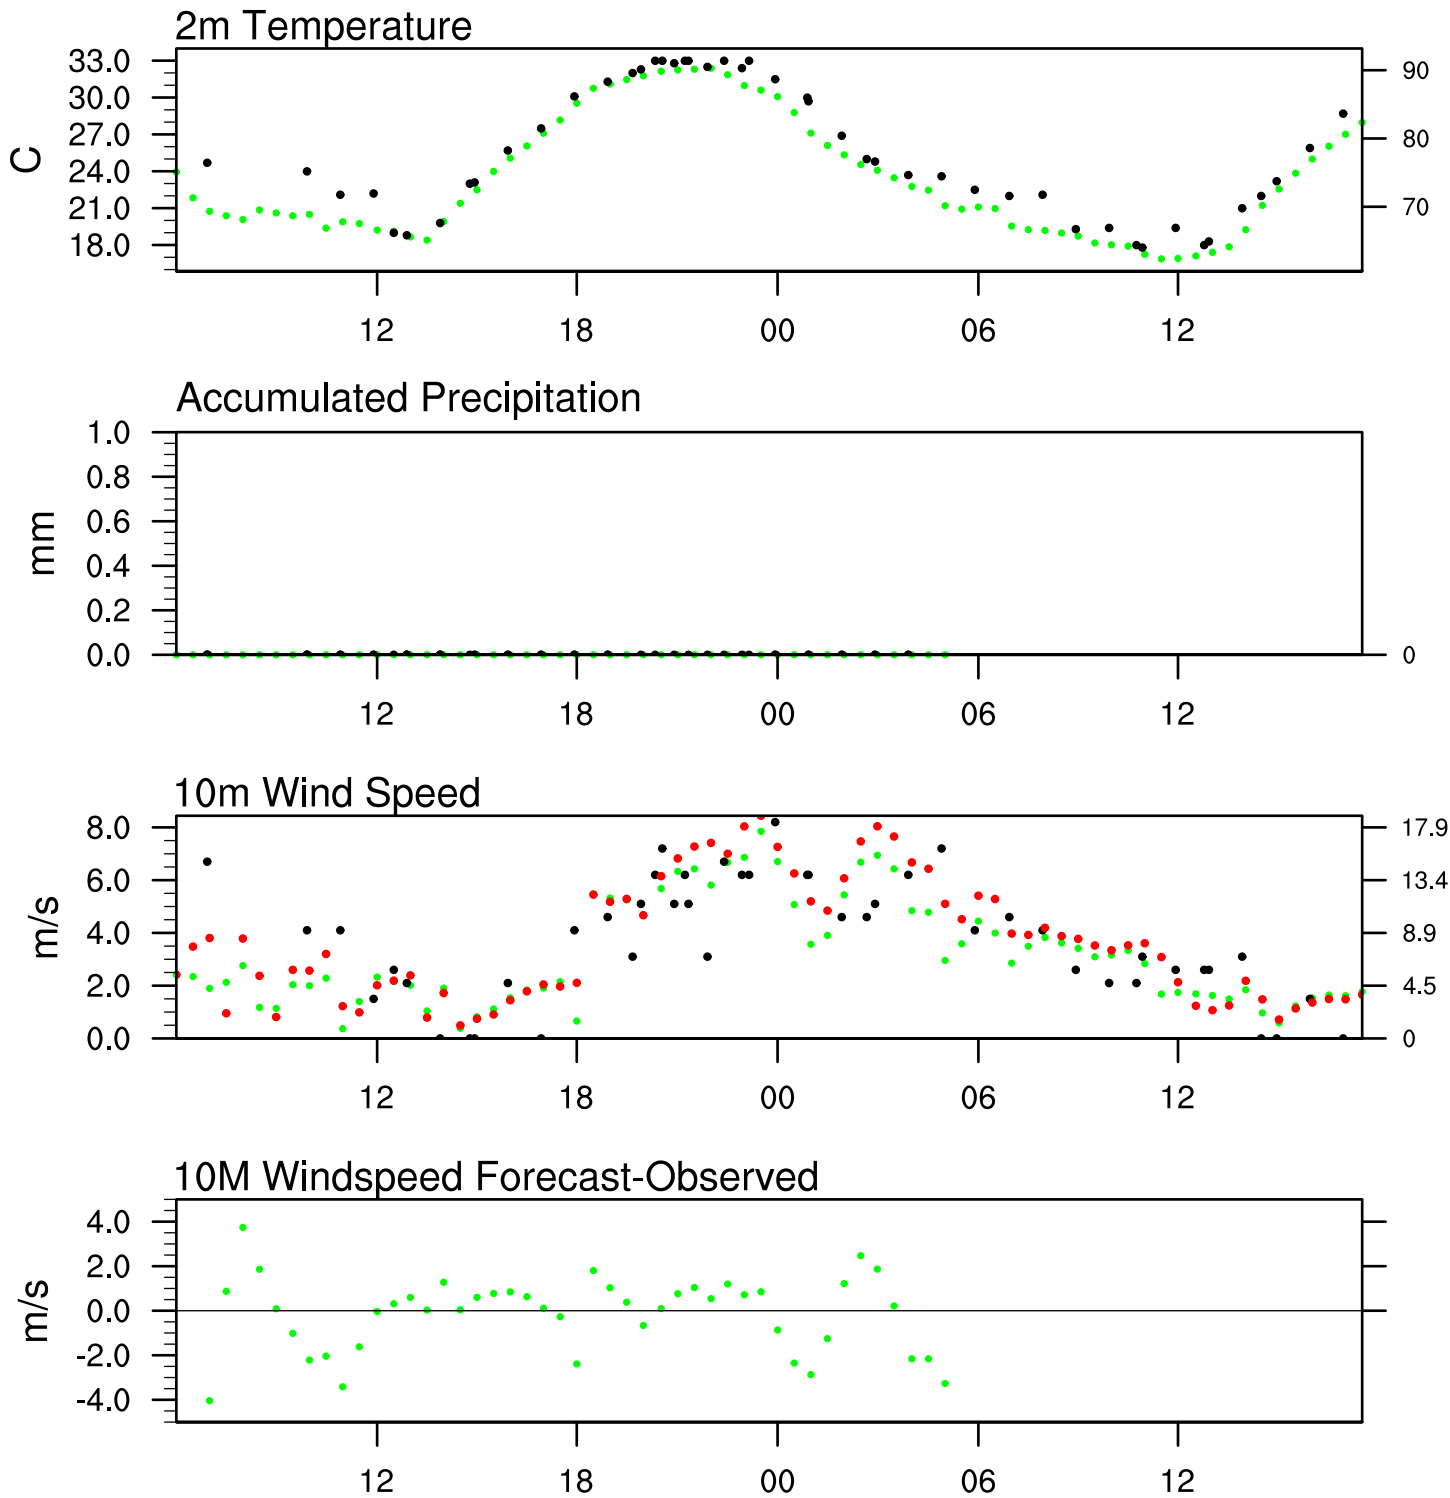 2m Temperature
33.0
30.0
27.0
24.0
21.0
18.0
C
90
80
70
12 18 00 06 12
Accumulated Precipitation
1.0
0.8
0.6
0.4
0.2
0.0
mm
0
12 18 00 06 12
10m Wind Speed
8.0
6.0
4.0
2.0
0.0
m/s
17.9
13.4
8.9
4.5
0
12 18 00 06 12
10M Windspeed Forecast-Observed
4.0
2.0
0.0
-2.0
-4.0
m/s
12 18 00 06 12